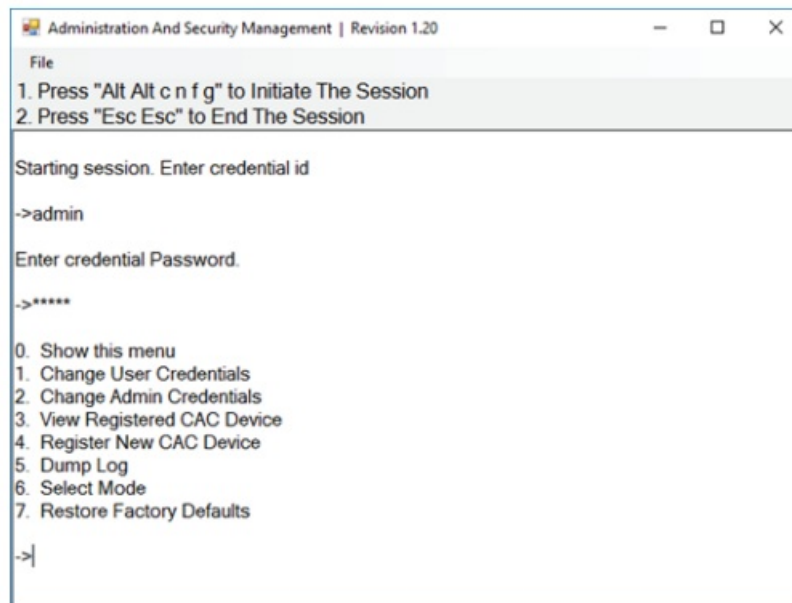 Administration And Security Management | Revision 1.20
File
1. Press "Alt Alt c n f g" to Initiate The Session
2. Press "Esc Esc" to End The Session
Starting session. Enter credential id
->admin
Enter credential Password.
->*****
0. Show this menu
1. Change User Credentials
2. Change Admin Credentials
3. View Registered CAC Device
4. Register New CAC Device
5. Dump Log
6. Select Mode
7. Restore Factory Defaults
->